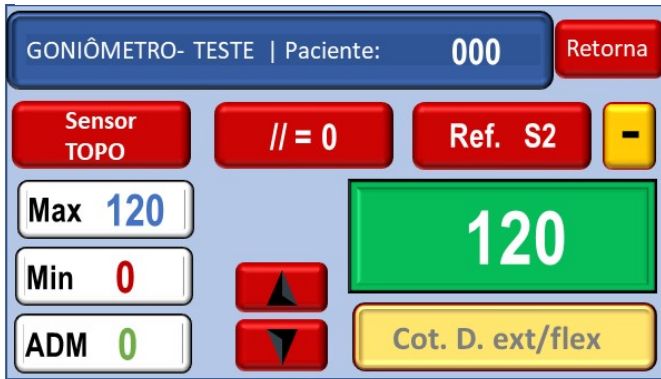 GONIÔMETRO- TESTE | Paciente: 000
Retorna
Sensor
TOPO
// = 0
Ref. S2
-
Max 120
120
Min 0
ADM 0
Cot. D. ext/flex